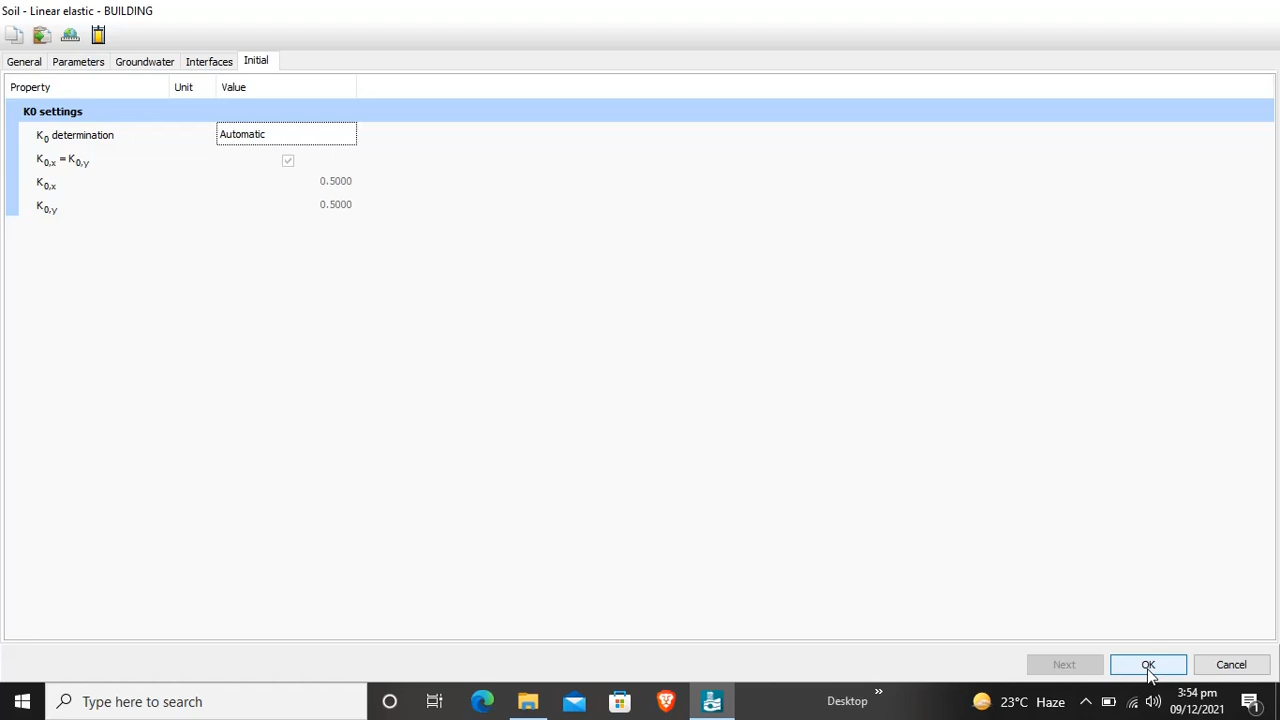 Soil - Linear elastic - BUILDING
General Parameters Groundwater Interfaces Initial
Property Unit Value
K0 settings
K0 determination Automatic
K0,x = K0,y
K0,x 0.5000
K0,y 0.5000
Next OK Cancel
Type here to search
Desktop »
23°C Haze
3:54 pm
09/12/2021
1